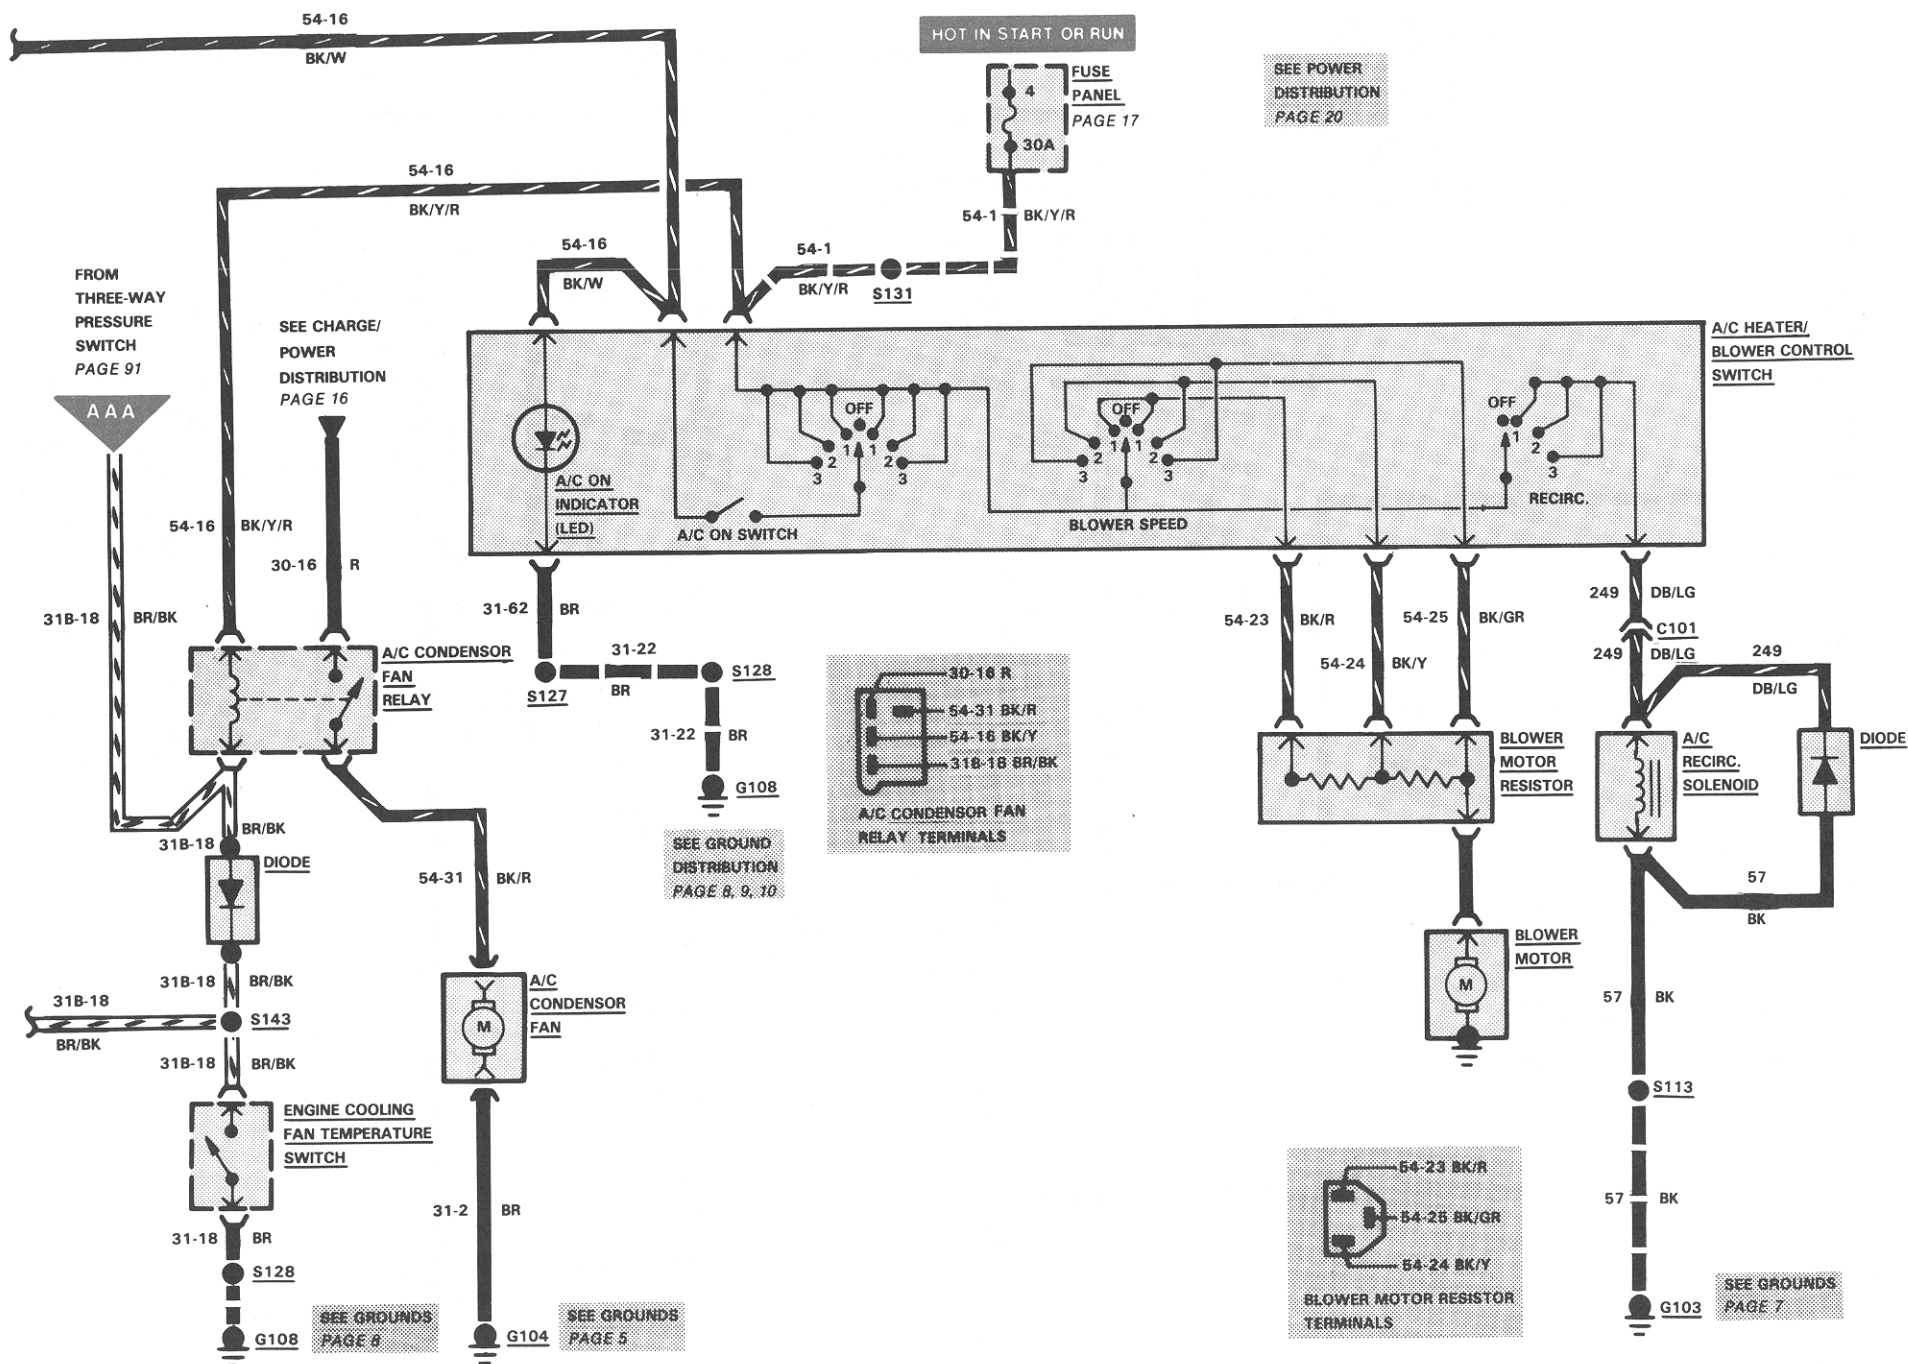 54-16
BK/W
HOT IN START OR RUN
FUSE
PANEL
PAGE 17
4
30A
SEE POWER
DISTRIBUTION
PAGE 20
54-16
BK/Y/R
54-1 BK/Y/R
54-16
BK/W
54-1
BK/Y/R
S131
FROM
THREE-WAY
PRESSURE
SWITCH
PAGE 91
AAA
SEE CHARGE/
POWER
DISTRIBUTION
PAGE 16
A/C HEATER/
BLOWER CONTROL
SWITCH
OFF
1 1
2 2
3 3
OFF
1 1
2 2
3 3
OFF
1
2
3
RECIRC.
A/C ON
INDICATOR
(LED)
A/C ON SWITCH
BLOWER SPEED
54-16 BK/Y/R
30-16 R
31B-18 BR/BK
31-62 BR
31-22
BR
S127
S128
31-22 BR
G108
SEE GROUND
DISTRIBUTION
PAGE 8, 9, 10
A/C CONDENSOR
FAN
RELAY
30-16 R
54-31 BK/R
54-16 BK/Y
31B-18 BR/BK
A/C CONDENSOR FAN
RELAY TERMINALS
54-23 BK/R
54-24 BK/Y
54-25 BK/GR
249 DB/LG
C101
249 DB/LG
249
DB/LG
BLOWER
MOTOR
RESISTOR
A/C
RECIRC.
SOLENOID
DIODE
BR/BK
31B-18
DIODE
54-31 BK/R
57
BK
BLOWER
MOTOR
M
31B-18 BR/BK
31B-18
BR/BK
S143
31B-18 BR/BK
A/C
CONDENSOR
FAN
M
57 BK
S113
ENGINE COOLING
FAN TEMPERATURE
SWITCH
31-18 BR
S128
G108
SEE GROUNDS
PAGE 8
31-2 BR
G104
SEE GROUNDS
PAGE 5
54-23 BK/R
54-25 BK/GR
54-24 BK/Y
BLOWER MOTOR RESISTOR
TERMINALS
57 BK
G103
SEE GROUNDS
PAGE 7